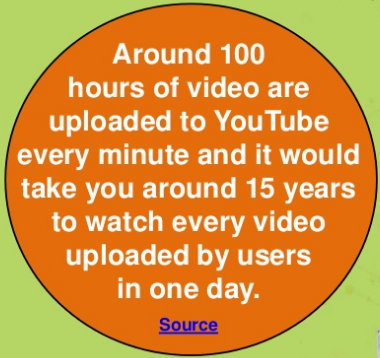 Around 100
hours of video are
uploaded to YouTube
every minute and it would
take you around 15 years
to watch every video
uploaded by users
in one day.
Source